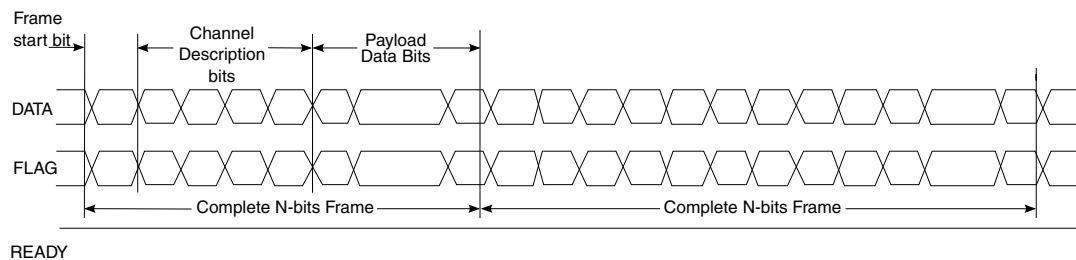 Frame
start bit
Channel
Description
bits
Payload
Data Bits
DATA
FLAG
Complete N-bits Frame
Complete N-bits Frame
READY